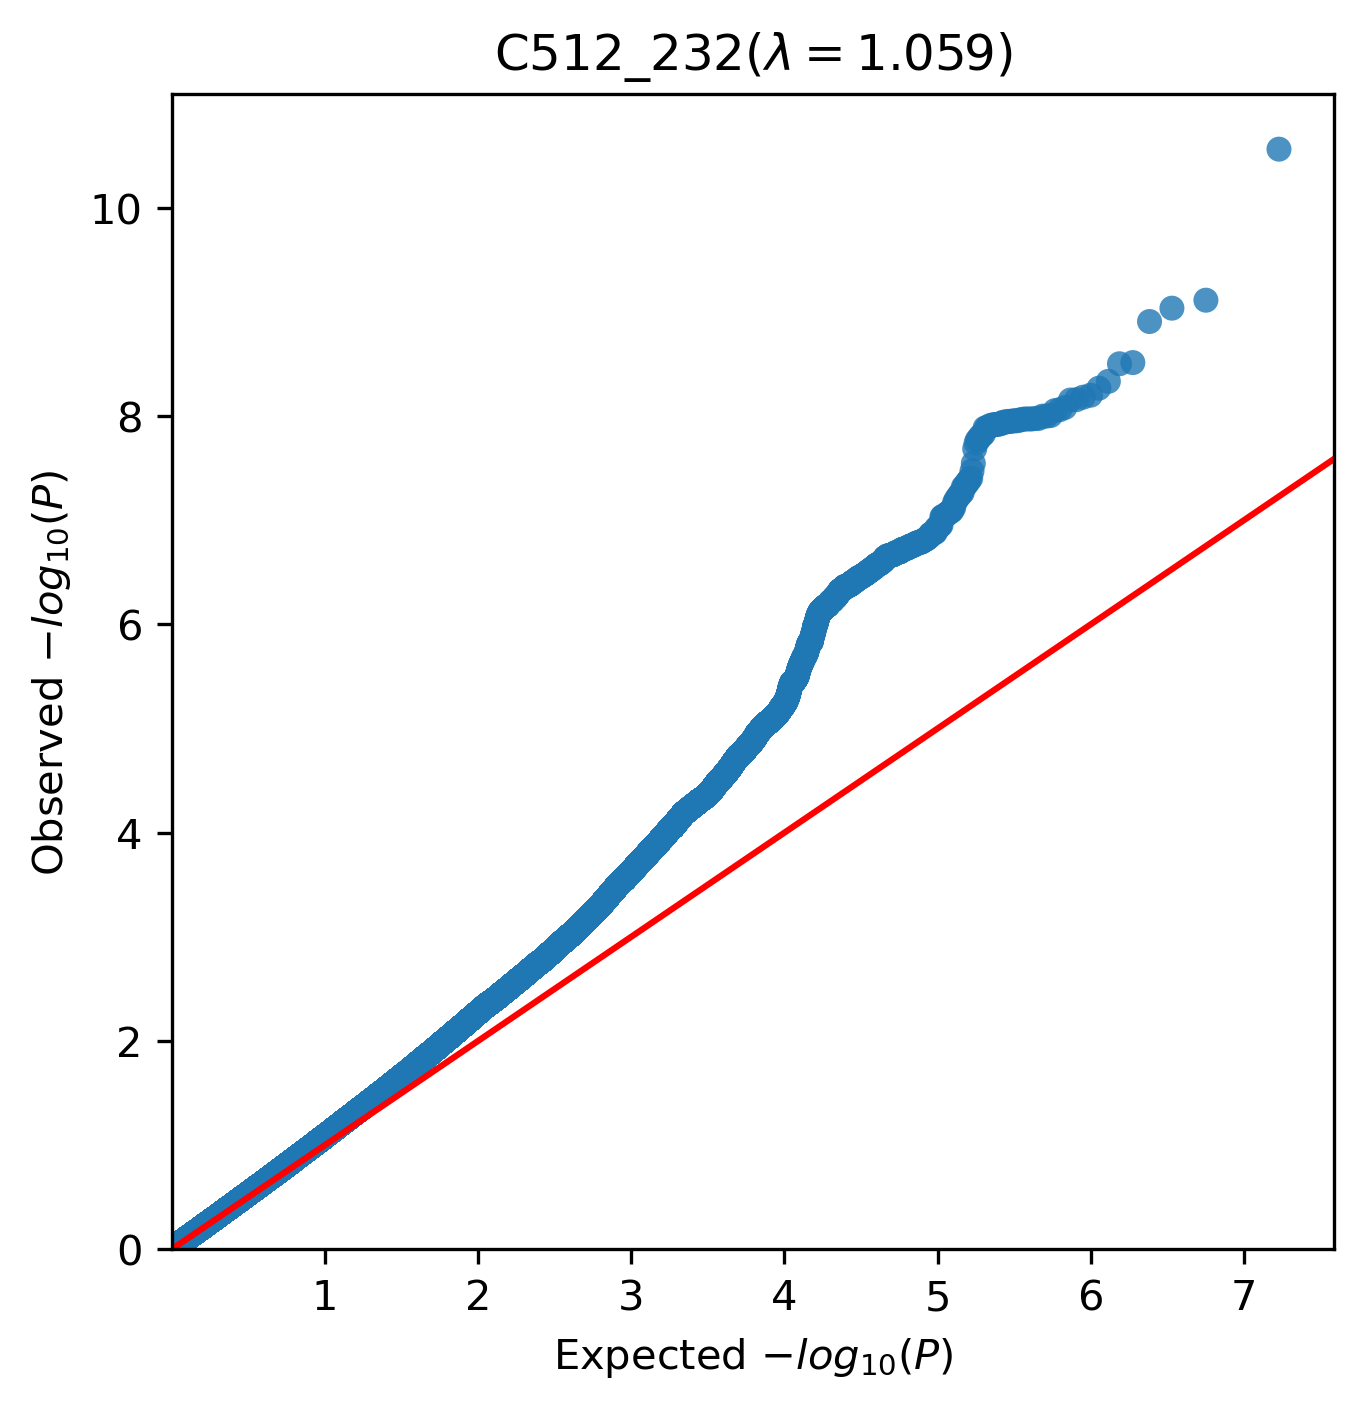 C512_232(λ = 1.059)
Observed −log₁₀(P)
10
8
6
4
2
0
1 2 3 4 5 6 7
Expected −log₁₀(P)